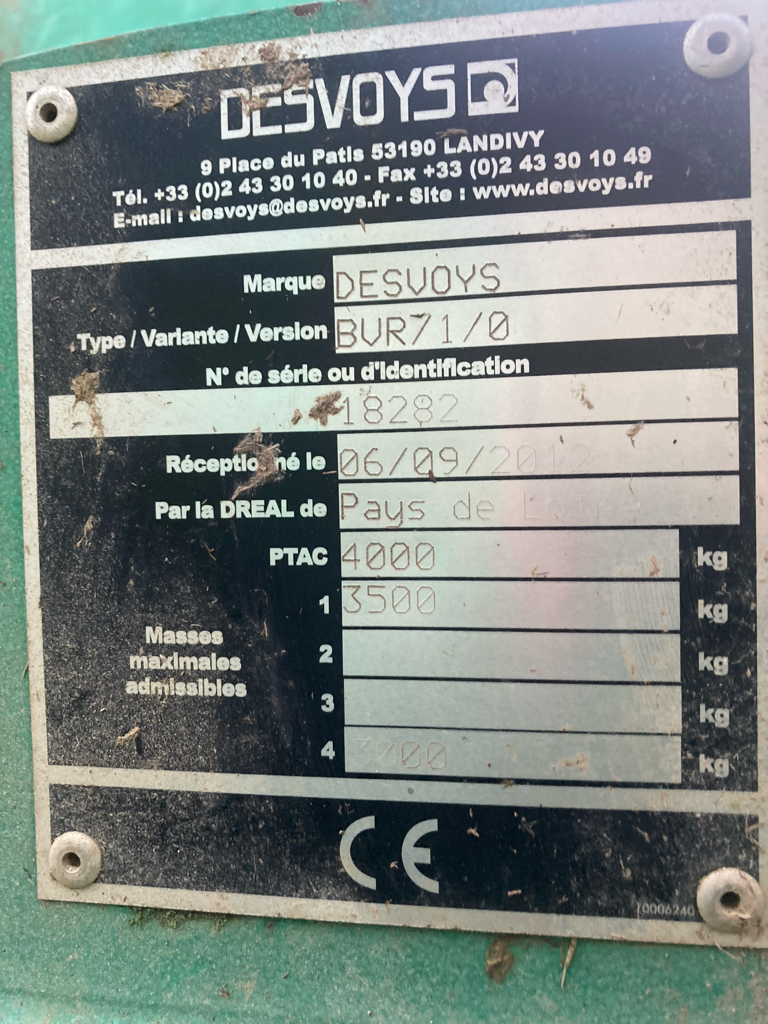 DESVOYS
9 Place du Patis 53190 LANDIVY
Tél. +33 (0)2 43 30 10 40 - Fax +33 (0)2 43 30 10 49
E-mail : desvoys@desvoys.fr - Site : www.desvoys.fr
Marque DESVOYS
Type / Variante / Version BVR71/0
N° de série ou d'identification
18282
Réceptionné le 06/09/2012
Par la DREAL de Pays de Loire
PTAC 4000 kg
1 3500 kg
Masses maximales admissibles
2 kg
3 kg
4 3000 kg
CE
70006240